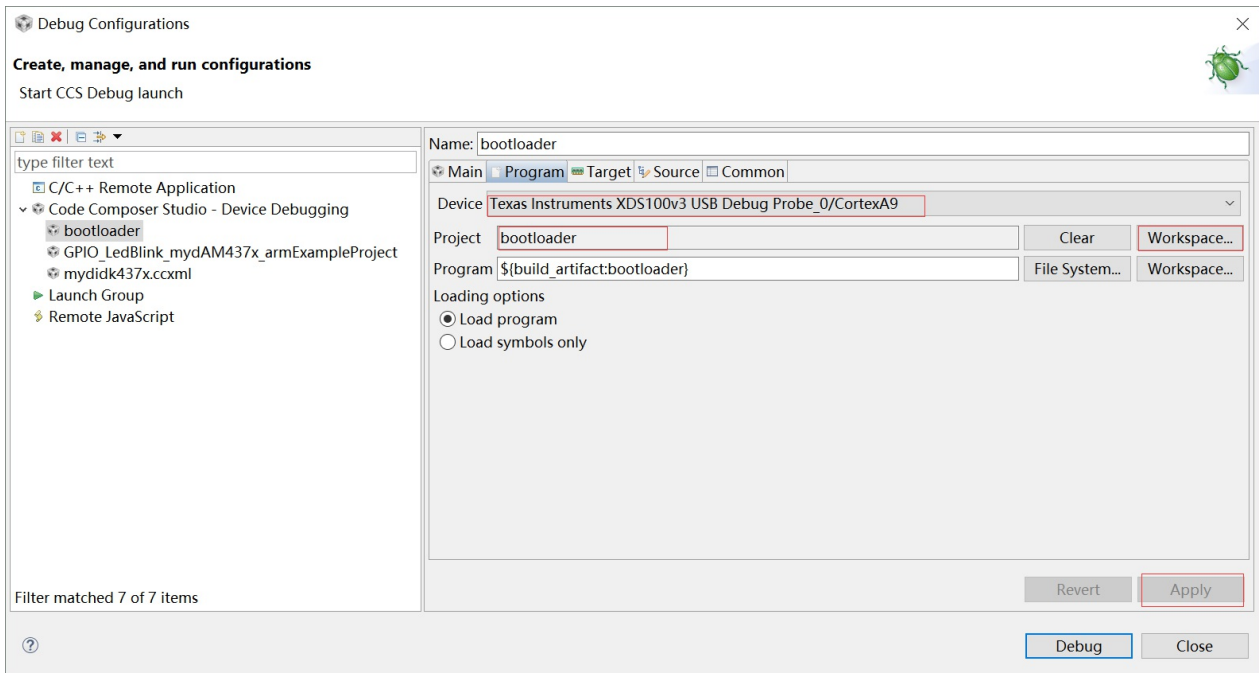 Debug Configurations
Create, manage, and run configurations
Start CCS Debug launch
type filter text
C/C++ Remote Application
Code Composer Studio - Device Debugging
bootloader
GPIO_LedBlink_mydAM437x_armExampleProject
mydidk437x.ccxml
Launch Group
Remote JavaScript
Filter matched 7 of 7 items
Name: bootloader
Main Program Target Source Common
Device Texas Instruments XDS100v3 USB Debug Probe_0/CortexA9
Project bootloader Clear Workspace...
Program ${build_artifact:bootloader} File System... Workspace...
Loading options
Load program
Load symbols only
Revert Apply
? Debug Close